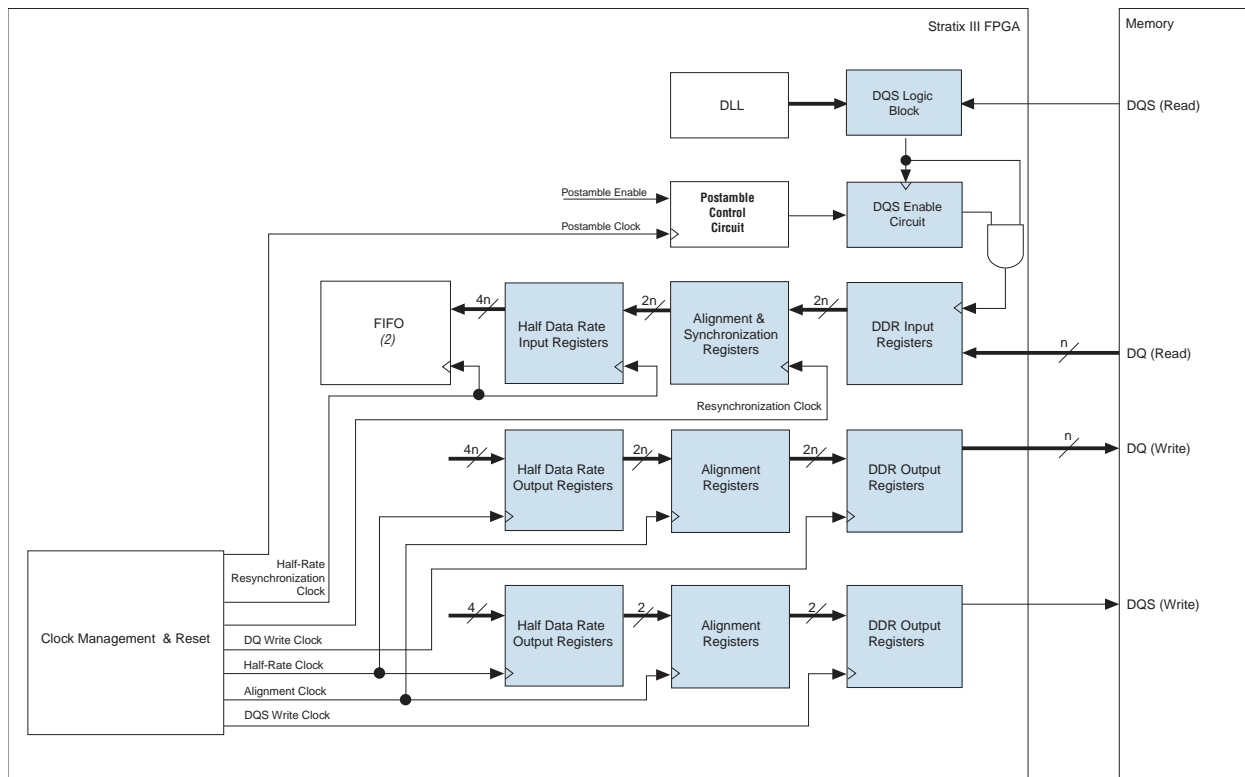 Stratix III FPGA
Memory
DLL
DQS Logic
Block
DQS (Read)
Postamble Enable
Postamble Clock
Postamble
Control
Circuit
DQS Enable
Circuit
FIFO
(2)
4n
Half Data Rate
Input Registers
2n
Alignment &
Synchronization
Registers
2n
DDR Input
Registers
n
DQ (Read)
Resynchronization Clock
4n
Half Data Rate
Output Registers
2n
Alignment
Registers
2n
DDR Output
Registers
n
DQ (Write)
Clock Management & Reset
Half-Rate
Resynchronization
Clock
DQ Write Clock
Half-Rate Clock
Alignment Clock
DQS Write Clock
4
Half Data Rate
Output Registers
2
Alignment
Registers
2
DDR Output
Registers
DQS (Write)